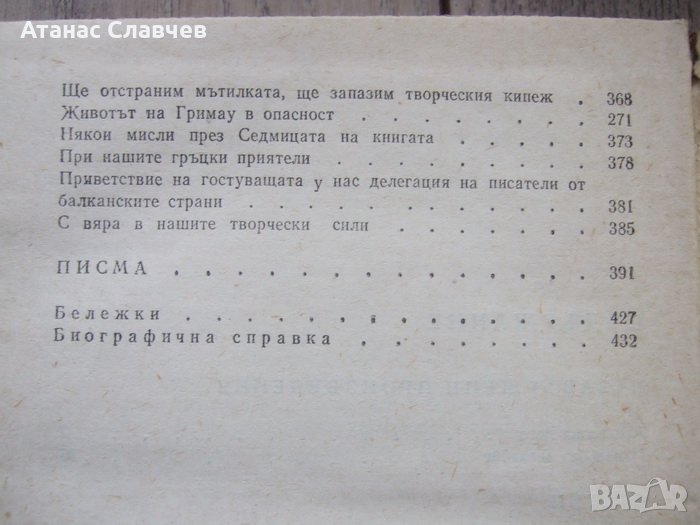 Атанас Славчев
Ще отстраним мътилката, ще запазим творческия кипеж . 368
Животът на Гримау в опасност . . . . . . . . 271
Някои мисли през Седмицата на книгата . . . . . 373
При нашите гръцки приятели . . . . . . . . 378
Приветствие на гостуващата у нас делегация на писатели от
балканските страни . . . . . . . . . . . 381
С вяра в нашите творчески сили . . . . . . 385
ПИСМА . . . . . . . . . . . . . 391
Бележки . . . . . . . . . . . . . 427
Биографична справка . . . . . . . 432
BAZAR